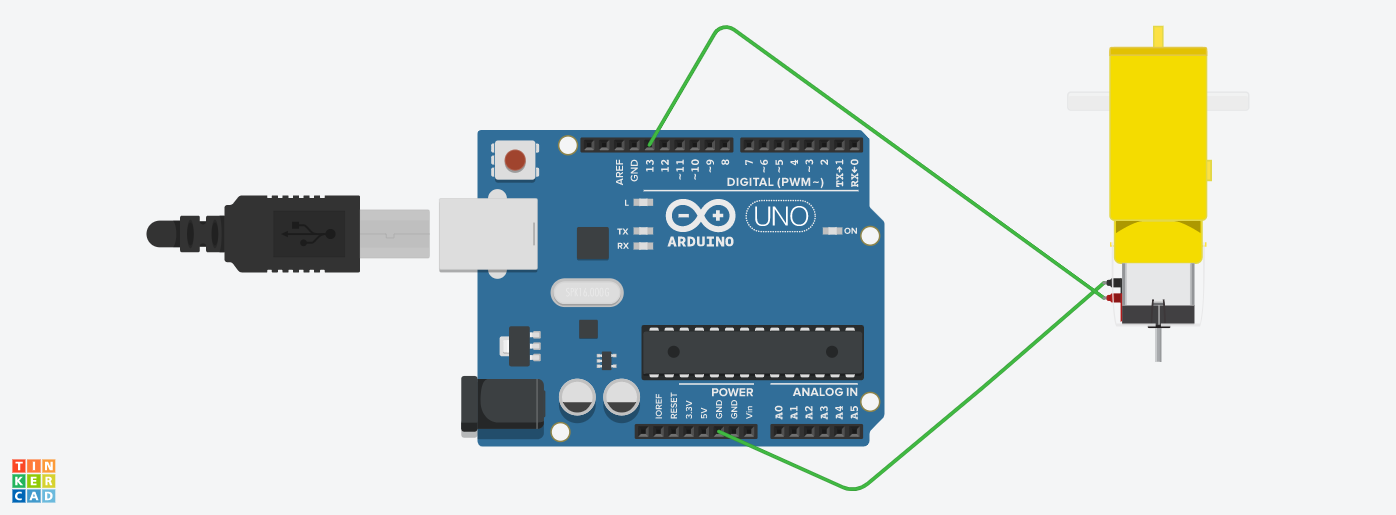 AREF
GND
13
12
~11
~10
~9
8
7
~6
~5
4
~3
2
TX→1
RX←0
DIGITAL (PWM~)
L
TX
RX
ARDUINO
UNO
ON
POWER
ANALOG IN
IOREF
RESET
3.3V
5V
GND
GND
Vin
A0
A1
A2
A3
A4
A5
TIN
KER
CAD